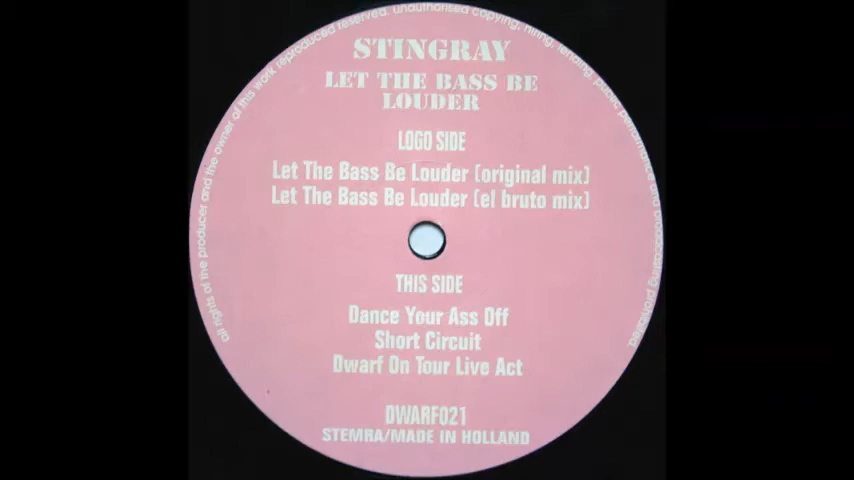 all rights of the producer and the owner of this work reproduced reserved. unauthorised copying, hiring, lending, public performance and broadcasting prohibited.
STINGRAY
LET THE BASS BE
LOUDER
LOGO SIDE
Let The Bass Be Louder (original mix)
Let The Bass Be Louder (el bruto mix)
THIS SIDE
Dance Your Ass Off
Short Circuit
Dwarf On Tour Live Act
DWARF021
STEMRA/MADE IN HOLLAND